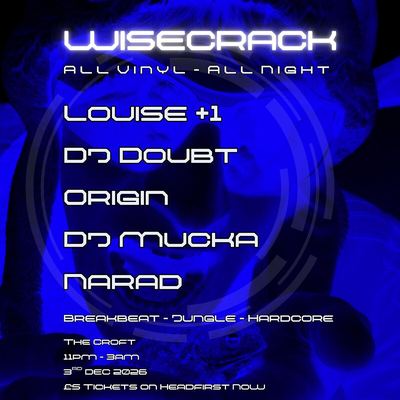 WISECRACK
ALL VINYL - ALL NIGHT
LOUISE +1
DJ DOUBT
ORIGIN
DJ MUCKA
NARAD
BREAKBEAT - JUNGLE - HARDCORE
THE CROFT
11PM - 3AM
3RD DEC 2026
£5 TICKETS ON HEADFIRST NOW